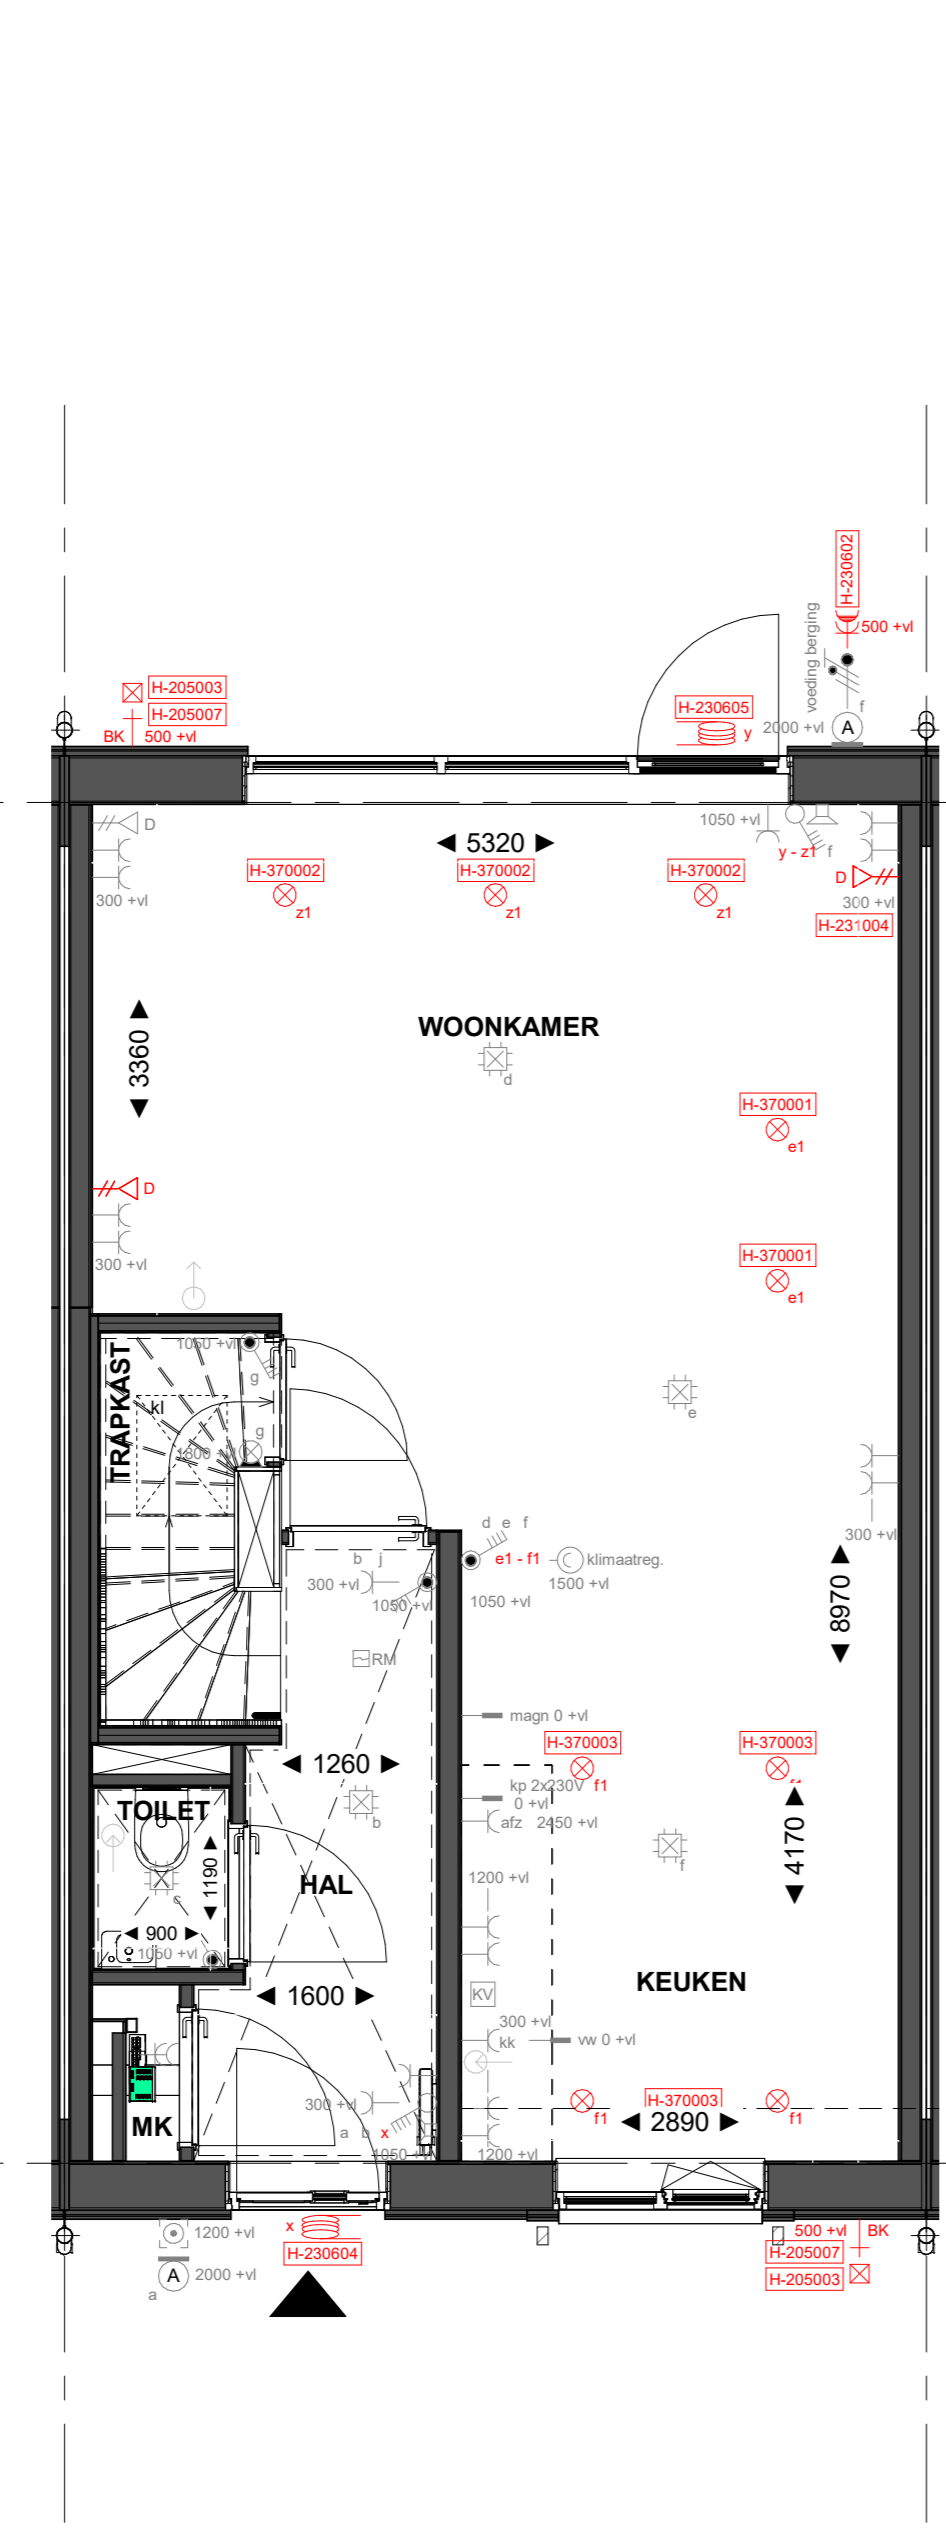 H-230602
500 +vl
voeding berging
f
2000 +vl
A
H-205003
H-205007
BK 500 +vl
H-230605
y
D
300 +vl
5320
1050 +vl
y - z1
f
H-370002
z1
H-370002
z1
H-370002
z1
D
300 +vl
H-231004
WOONKAMER
d
3360
H-370001
e1
D
300 +vl
H-370001
e1
TRAPKAST
1050 +vl
g
kl
g
1800 +vl
e
300 +vl
d e f
e1 - f1
klimaatreg.
1500 +vl
1050 +vl
b j
300 +vl
1050 +vl
RM
8970
magn 0 +vl
H-370003
f1
H-370003
f1
1260
kp 2x230V
0 +vl
afz 2450 +vl
b
f
4170
TOILET
c
1190
900
1050 +vl
HAL
1200 +vl
1600
KEUKEN
KV
300 +vl
kk
vw 0 +vl
MK
300 +vl
a b x
1050 +vl
1200 +vl
f1
H-370003
f1
2890
1200 +vl
A
2000 +vl
a
x
H-230604
500 +vl BK
H-205007
H-205003